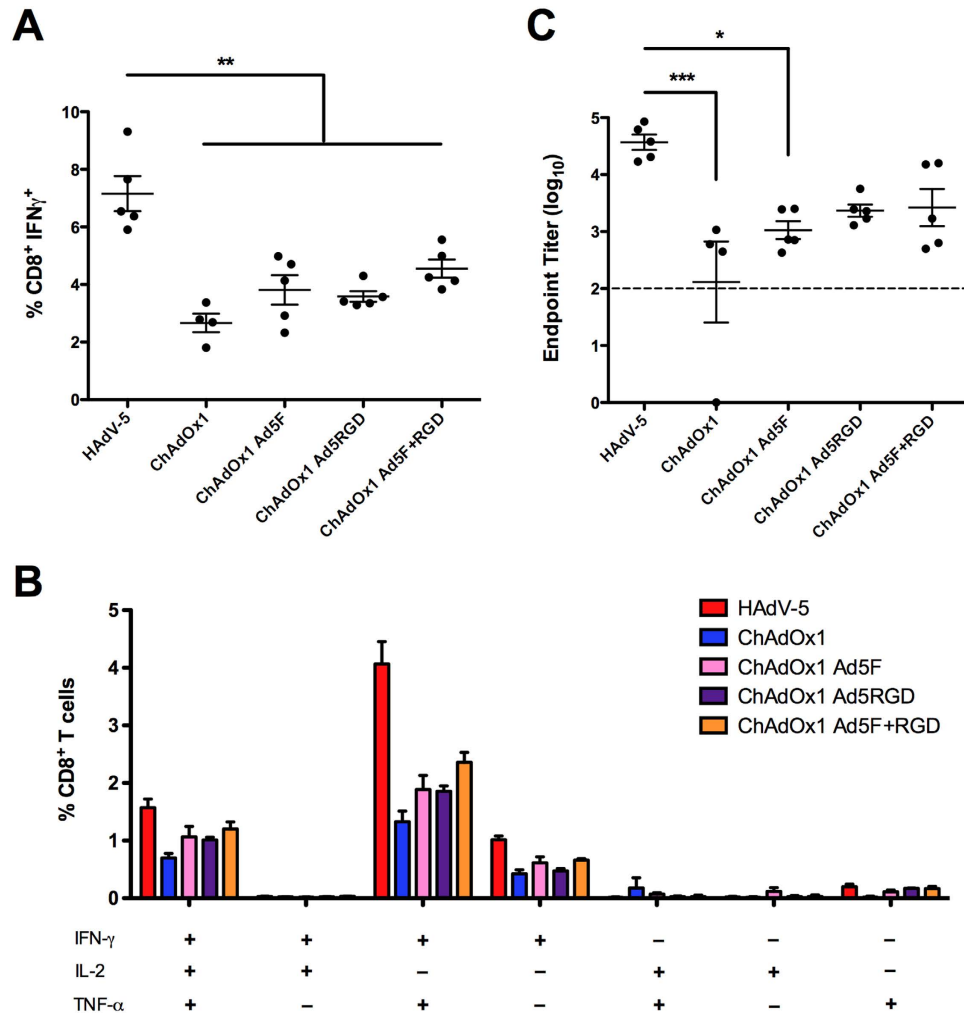 A
**
10
8
6
4
2
0
% CD8⁺ IFNγ⁺
HAdV-5
ChAdOx1
ChAdOx1 Ad5F
ChAdOx1 Ad5RGD
ChAdOx1 Ad5F+RGD
C
*
***
5
4
3
2
1
0
Endpoint Titer (log₁₀)
HAdV-5
ChAdOx1
ChAdOx1 Ad5F
ChAdOx1 Ad5RGD
ChAdOx1 Ad5F+RGD
B
5
4
3
2
1
0
% CD8⁺ T cells
HAdV-5
ChAdOx1
ChAdOx1 Ad5F
ChAdOx1 Ad5RGD
ChAdOx1 Ad5F+RGD
IFN-γ + + + + – – –
IL-2 + + – – + + –
TNF-α + – + – + – +